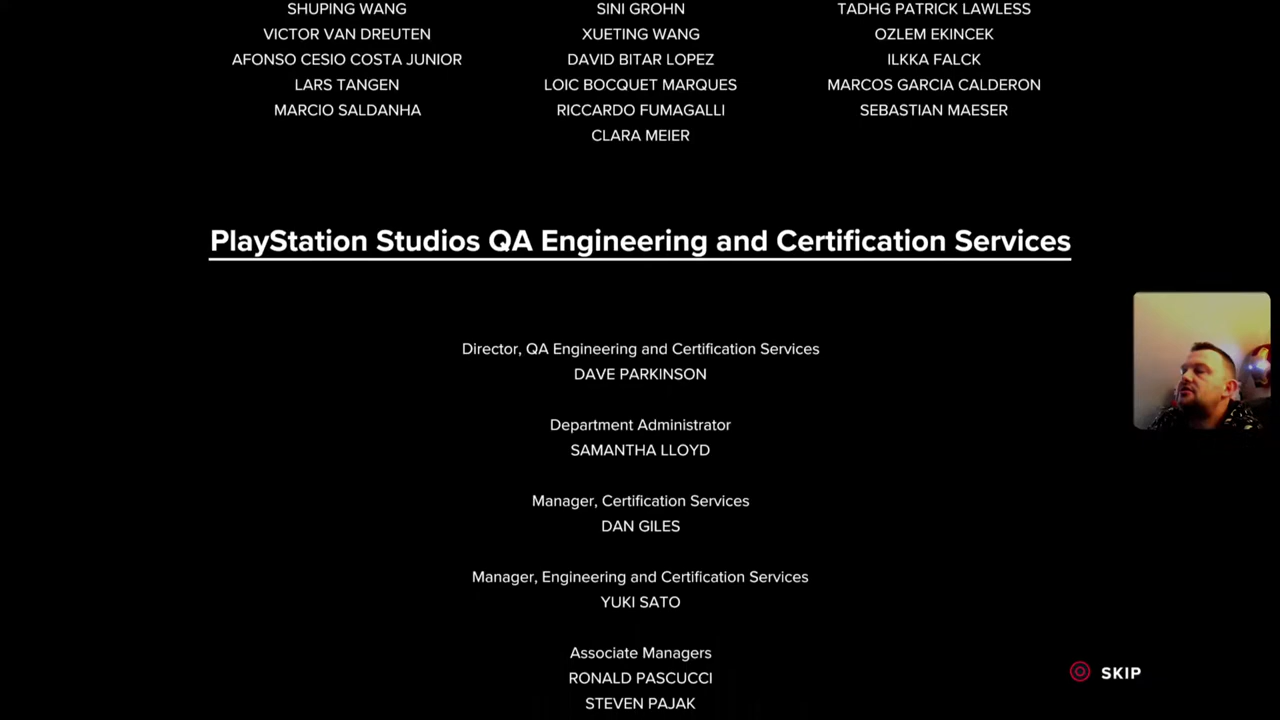 SHUPING WANG SINI GROHN TADHG PATRICK LAWLESS
VICTOR VAN DREUTEN XUETING WANG OZLEM EKINCEK
AFONSO CESIO COSTA JUNIOR DAVID BITAR LOPEZ ILKKA FALCK
LARS TANGEN LOIC BOCQUET MARQUES MARCOS GARCIA CALDERON
MARCIO SALDANHA RICCARDO FUMAGALLI SEBASTIAN MAESER
CLARA MEIER
PlayStation Studios QA Engineering and Certification Services
Director, QA Engineering and Certification Services
DAVE PARKINSON
Department Administrator
SAMANTHA LLOYD
Manager, Certification Services
DAN GILES
Manager, Engineering and Certification Services
YUKI SATO
Associate Managers
RONALD PASCUCCI
STEVEN PAJAK
SKIP